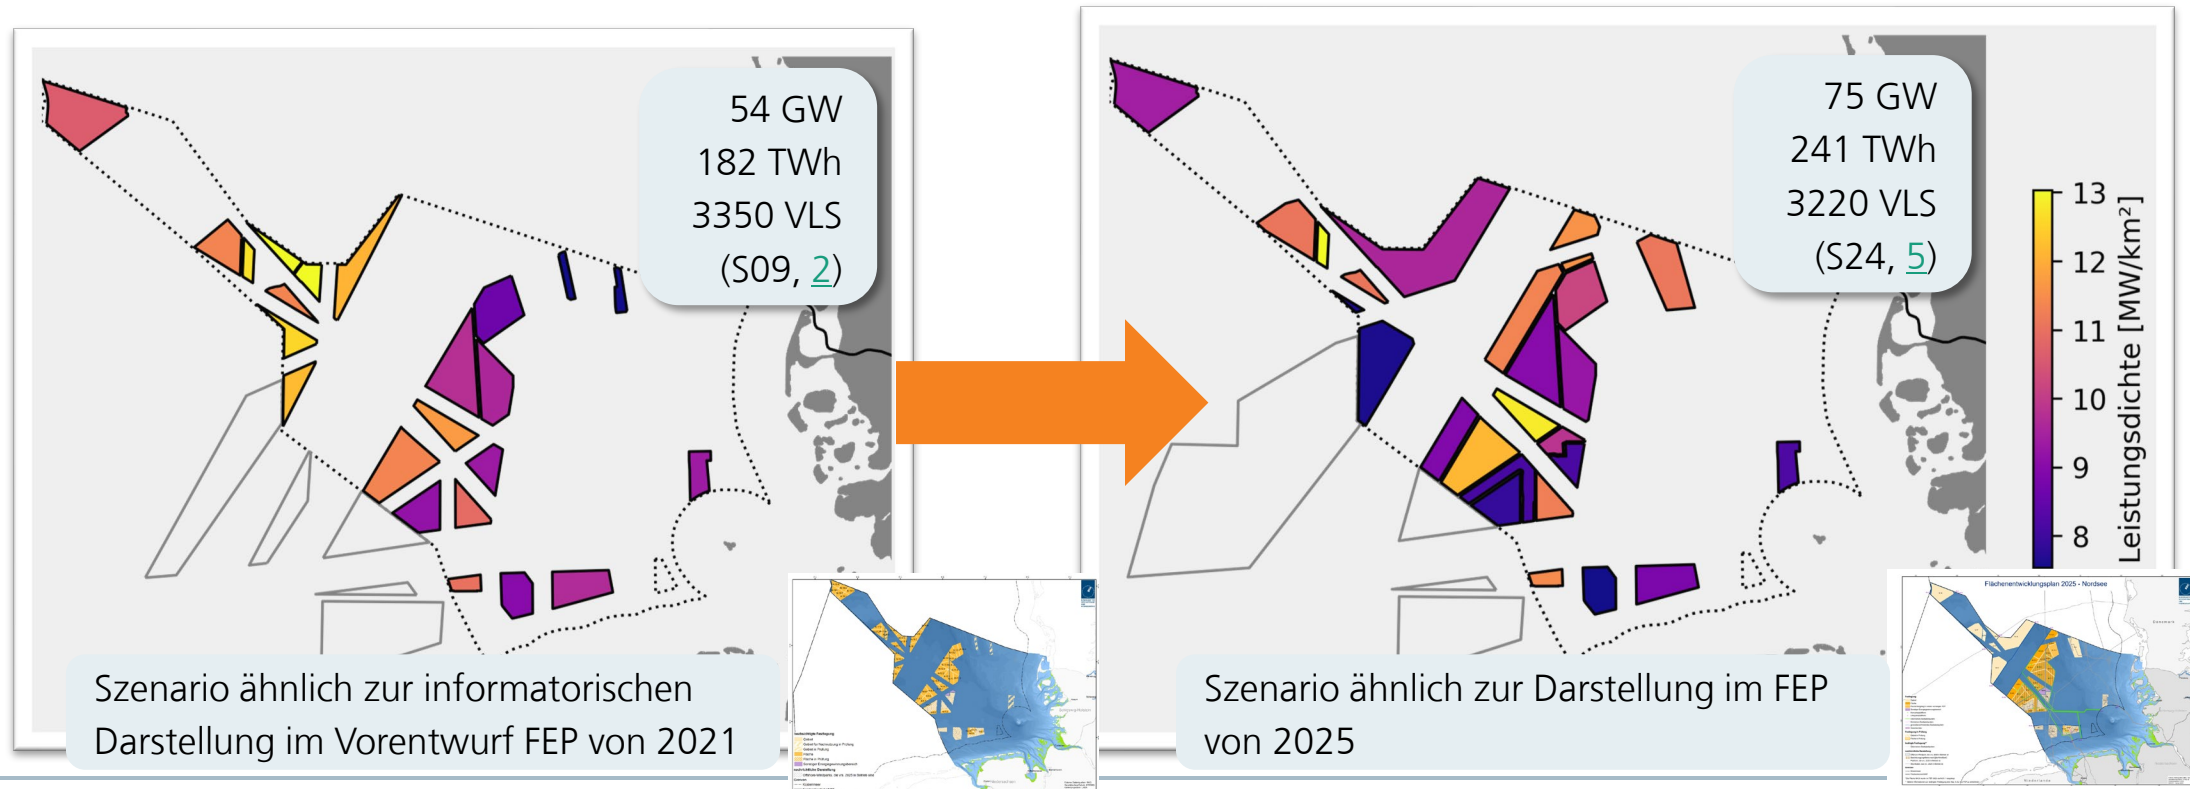 54 GW
182 TWh
3350 VLS
(S09, 2)
Szenario ähnlich zur informatorischen
Darstellung im Vorentwurf FEP von 2021
75 GW
241 TWh
3220 VLS
(S24, 5)
13
12
11
10
9
8
Leistungsdichte [MW/km²]
Szenario ähnlich zur Darstellung im FEP
von 2025
Flächenentwicklungsplan 2025 - Nordsee